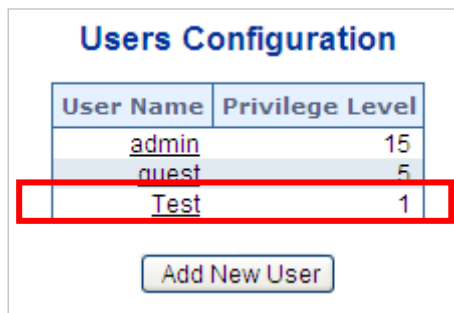 Users Configuration
User Name Privilege Level
admin 15
guest 5
Test 1
Add New User